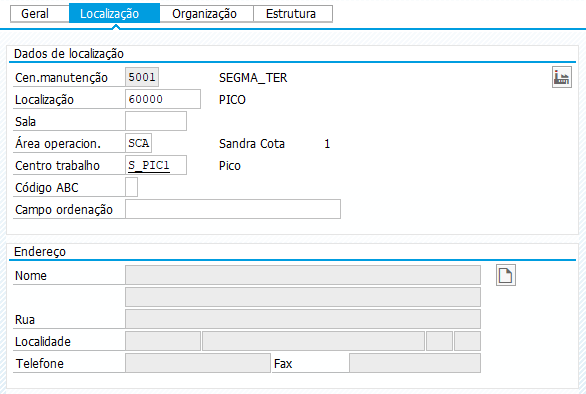 Geral Localização Organização Estrutura
Dados de localização
Cen.manutenção 5001 SEGMA_TER
Localização 60000 PICO
Sala
Área operacion. SCA Sandra Cota 1
Centro trabalho S_PIC1 Pico
Código ABC
Campo ordenação
Endereço
Nome
Rua
Localidade
Telefone Fax